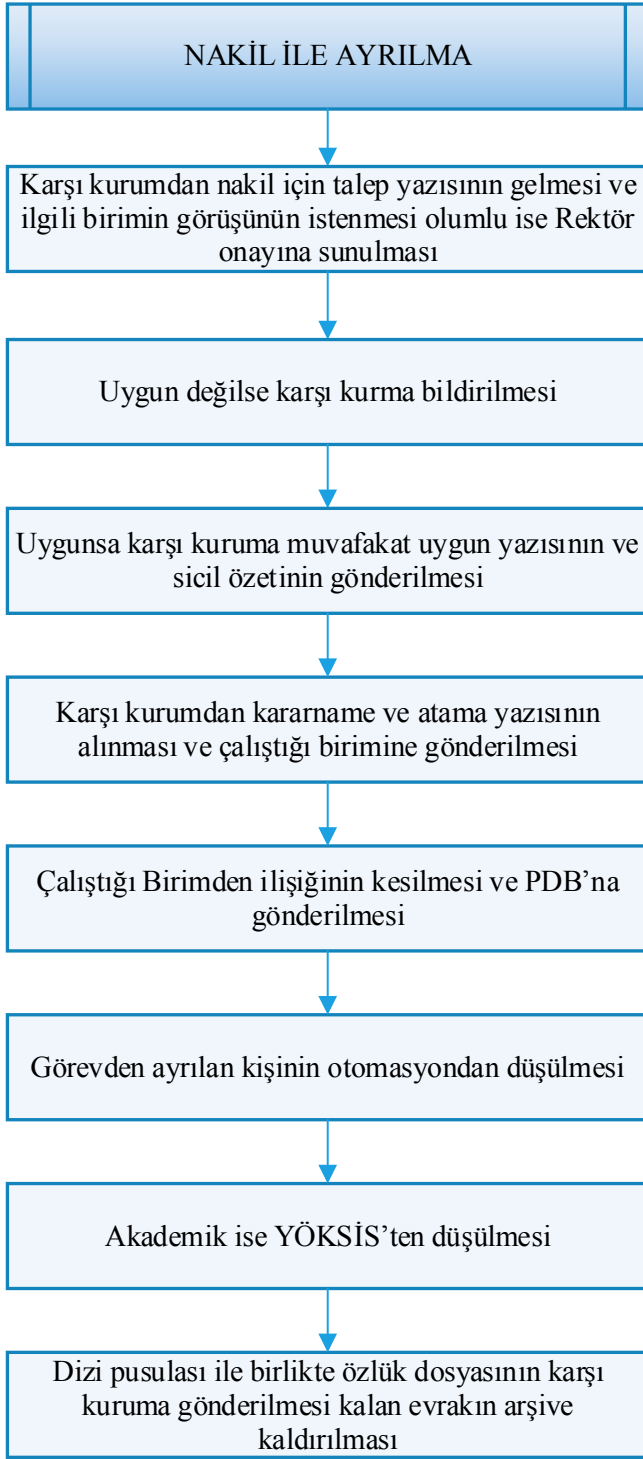 NAKİL İLE AYRILMA
Karşı kurumdan nakil için talep yazısının gelmesi ve
ilgili birimin görüşünün istenmesi olumlu ise Rektör
onayına sunulması
Uygun değilse karşı kurma bildirilmesi
Uygunsa karşı kuruma muvafakat uygun yazısının ve
sicil özetinin gönderilmesi
Karşı kurumdan kararname ve atama yazısının
alınması ve çalıştığı birimine gönderilmesi
Çalıştığı Birimden ilişiğinin kesilmesi ve PDB’na
gönderilmesi
Görevden ayrılan kişinin otomasyondan düşülmesi
Akademik ise YÖKSİS’ten düşülmesi
Dizi pusulası ile birlikte özlük dosyasının karşı
kuruma gönderilmesi kalan evrakın arşive
kaldırılması